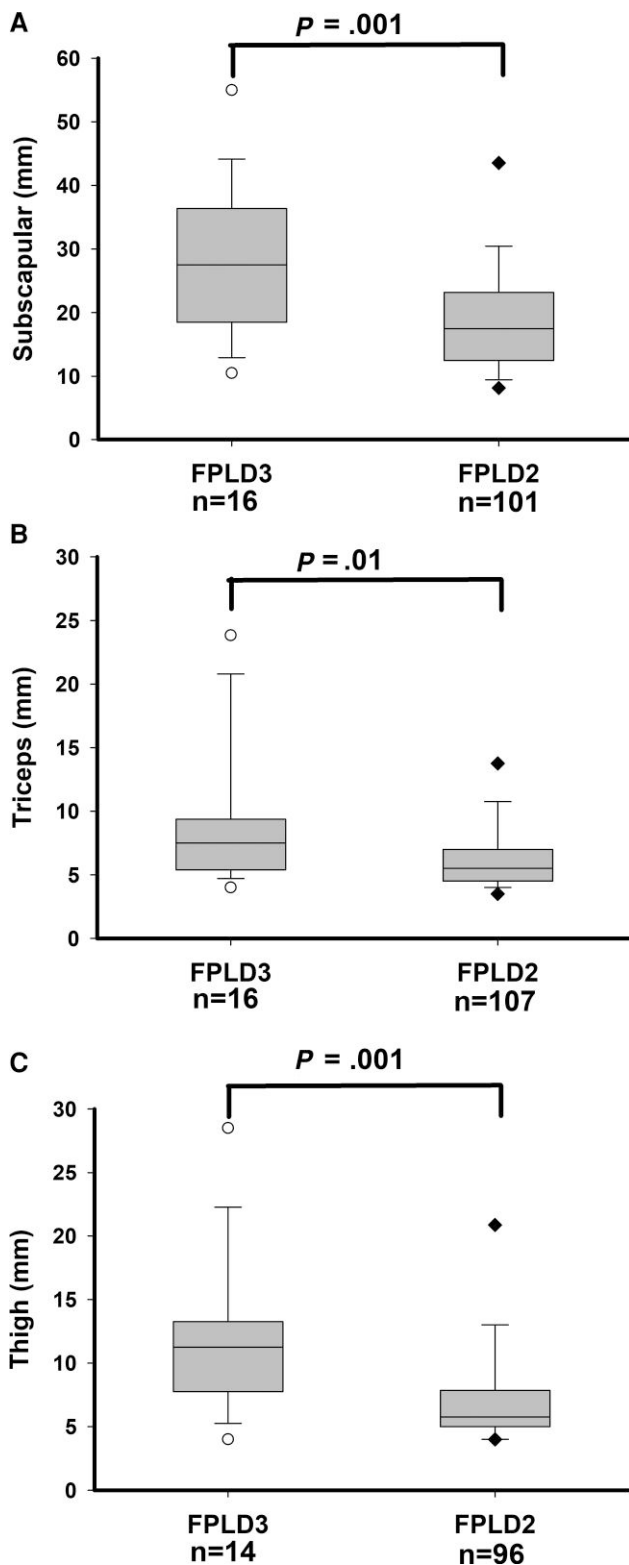 A
P = .001
Subscapular (mm)
60
50
40
30
20
10
0
FPLD3 FPLD2
n=16 n=101
B
P = .01
Triceps (mm)
30
25
20
15
10
5
0
FPLD3 FPLD2
n=16 n=107
C
P = .001
Thigh (mm)
30
25
20
15
10
5
0
FPLD3 FPLD2
n=14 n=96